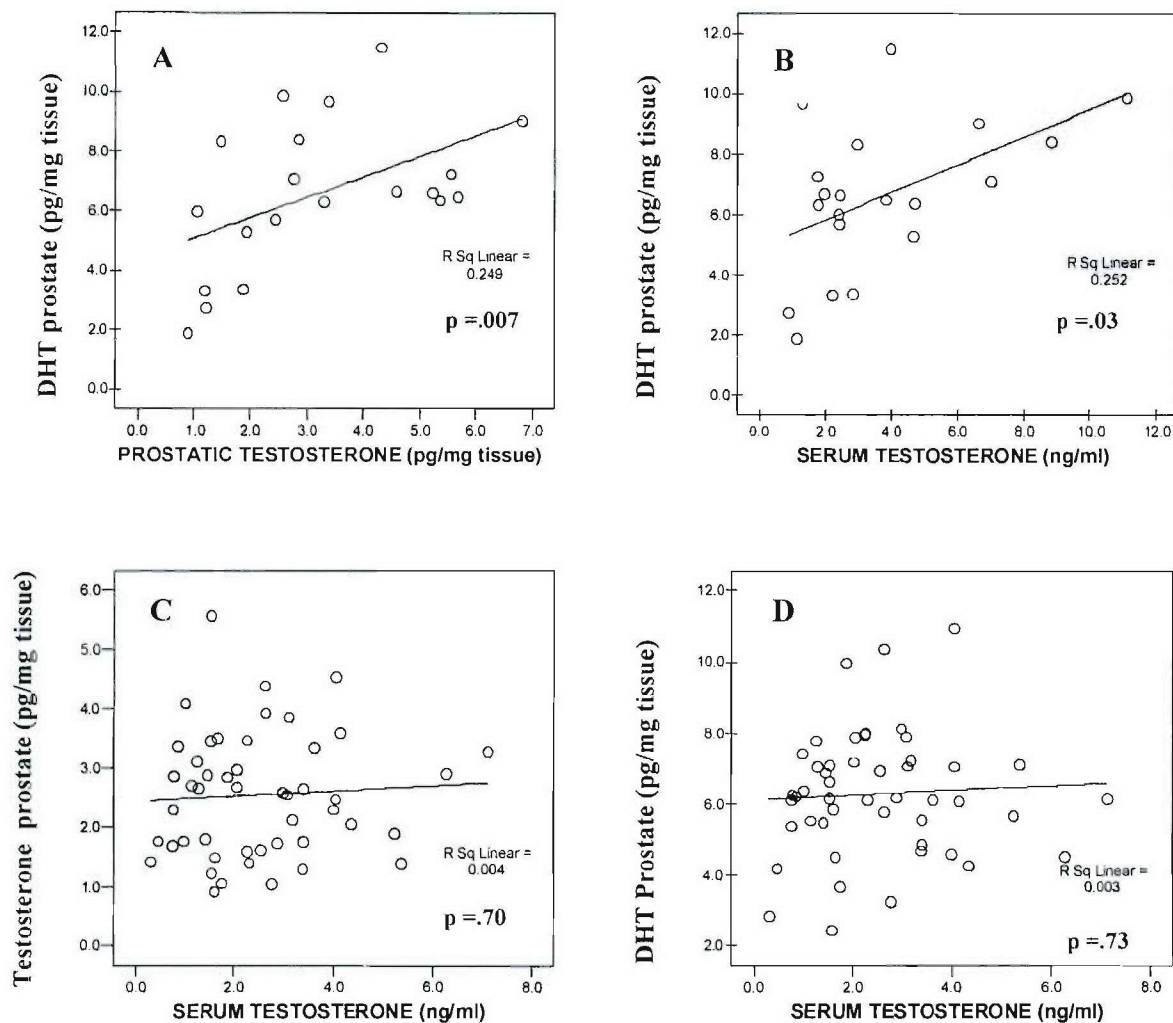 A
DHT prostate (pg/mg tissue)
12.0
10.0
8.0
6.0
4.0
2.0
0.0
R Sq Linear =
0.249
p =.007
0.0 1.0 2.0 3.0 4.0 5.0 6.0 7.0
PROSTATIC TESTOSTERONE (pg/mg tissue)
B
DHT prostate (pg/mg tissue)
12.0
10.0
8.0
6.0
4.0
2.0
0.0
R Sq Linear =
0.252
p =.03
0.0 2.0 4.0 6.0 8.0 10.0 12.0
SERUM TESTOSTERONE (ng/ml)
C
Testosterone prostate (pg/mg tissue)
6.0
5.0
4.0
3.0
2.0
1.0
0.0
R Sq Linear =
0.004
p =.70
0.0 2.0 4.0 6.0 8.0
SERUM TESTOSTERONE (ng/ml)
D
DHT Prostate (pg/mg tissue)
12.0
10.0
8.0
6.0
4.0
2.0
R Sq Linear =
0.003
p =.73
0.0 2.0 4.0 6.0 8.0
SERUM TESTOSTERONE (ng/ml)